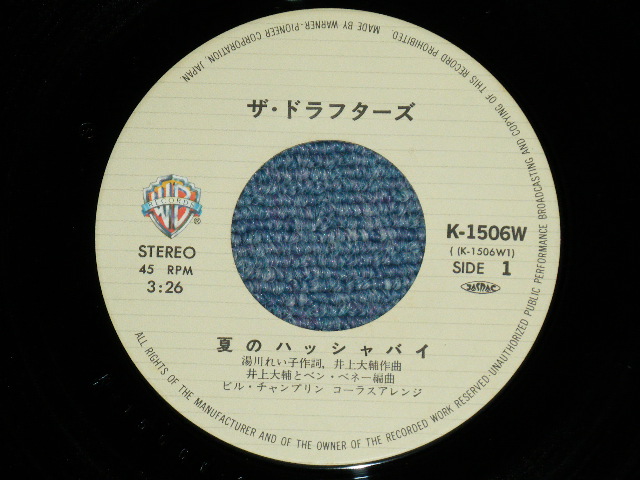 MADE BY WARNER-PIONEER CORPORATION, JAPAN.
ザ・ドラフターズ
WB
RECORDS
®
STEREO
45 RPM
3:26
K-1506W
( (K-1506W1)
SIDE 1
JASRAC
夏のハッシャバイ
湯川れい子作詞, 井上大輔作曲
井上大輔とベン・ベネー編曲
ビル・チャンプリン コーラスアレンジ
ALL RIGHTS OF THE MANUFACTURER AND OF THE OWNER OF THE RECORDED WORK RESERVED-UNAUTHORIZED PUBLIC PERFORMANCE BROADCASTING AND COPYING OF THIS RECORD PROHIBITED.